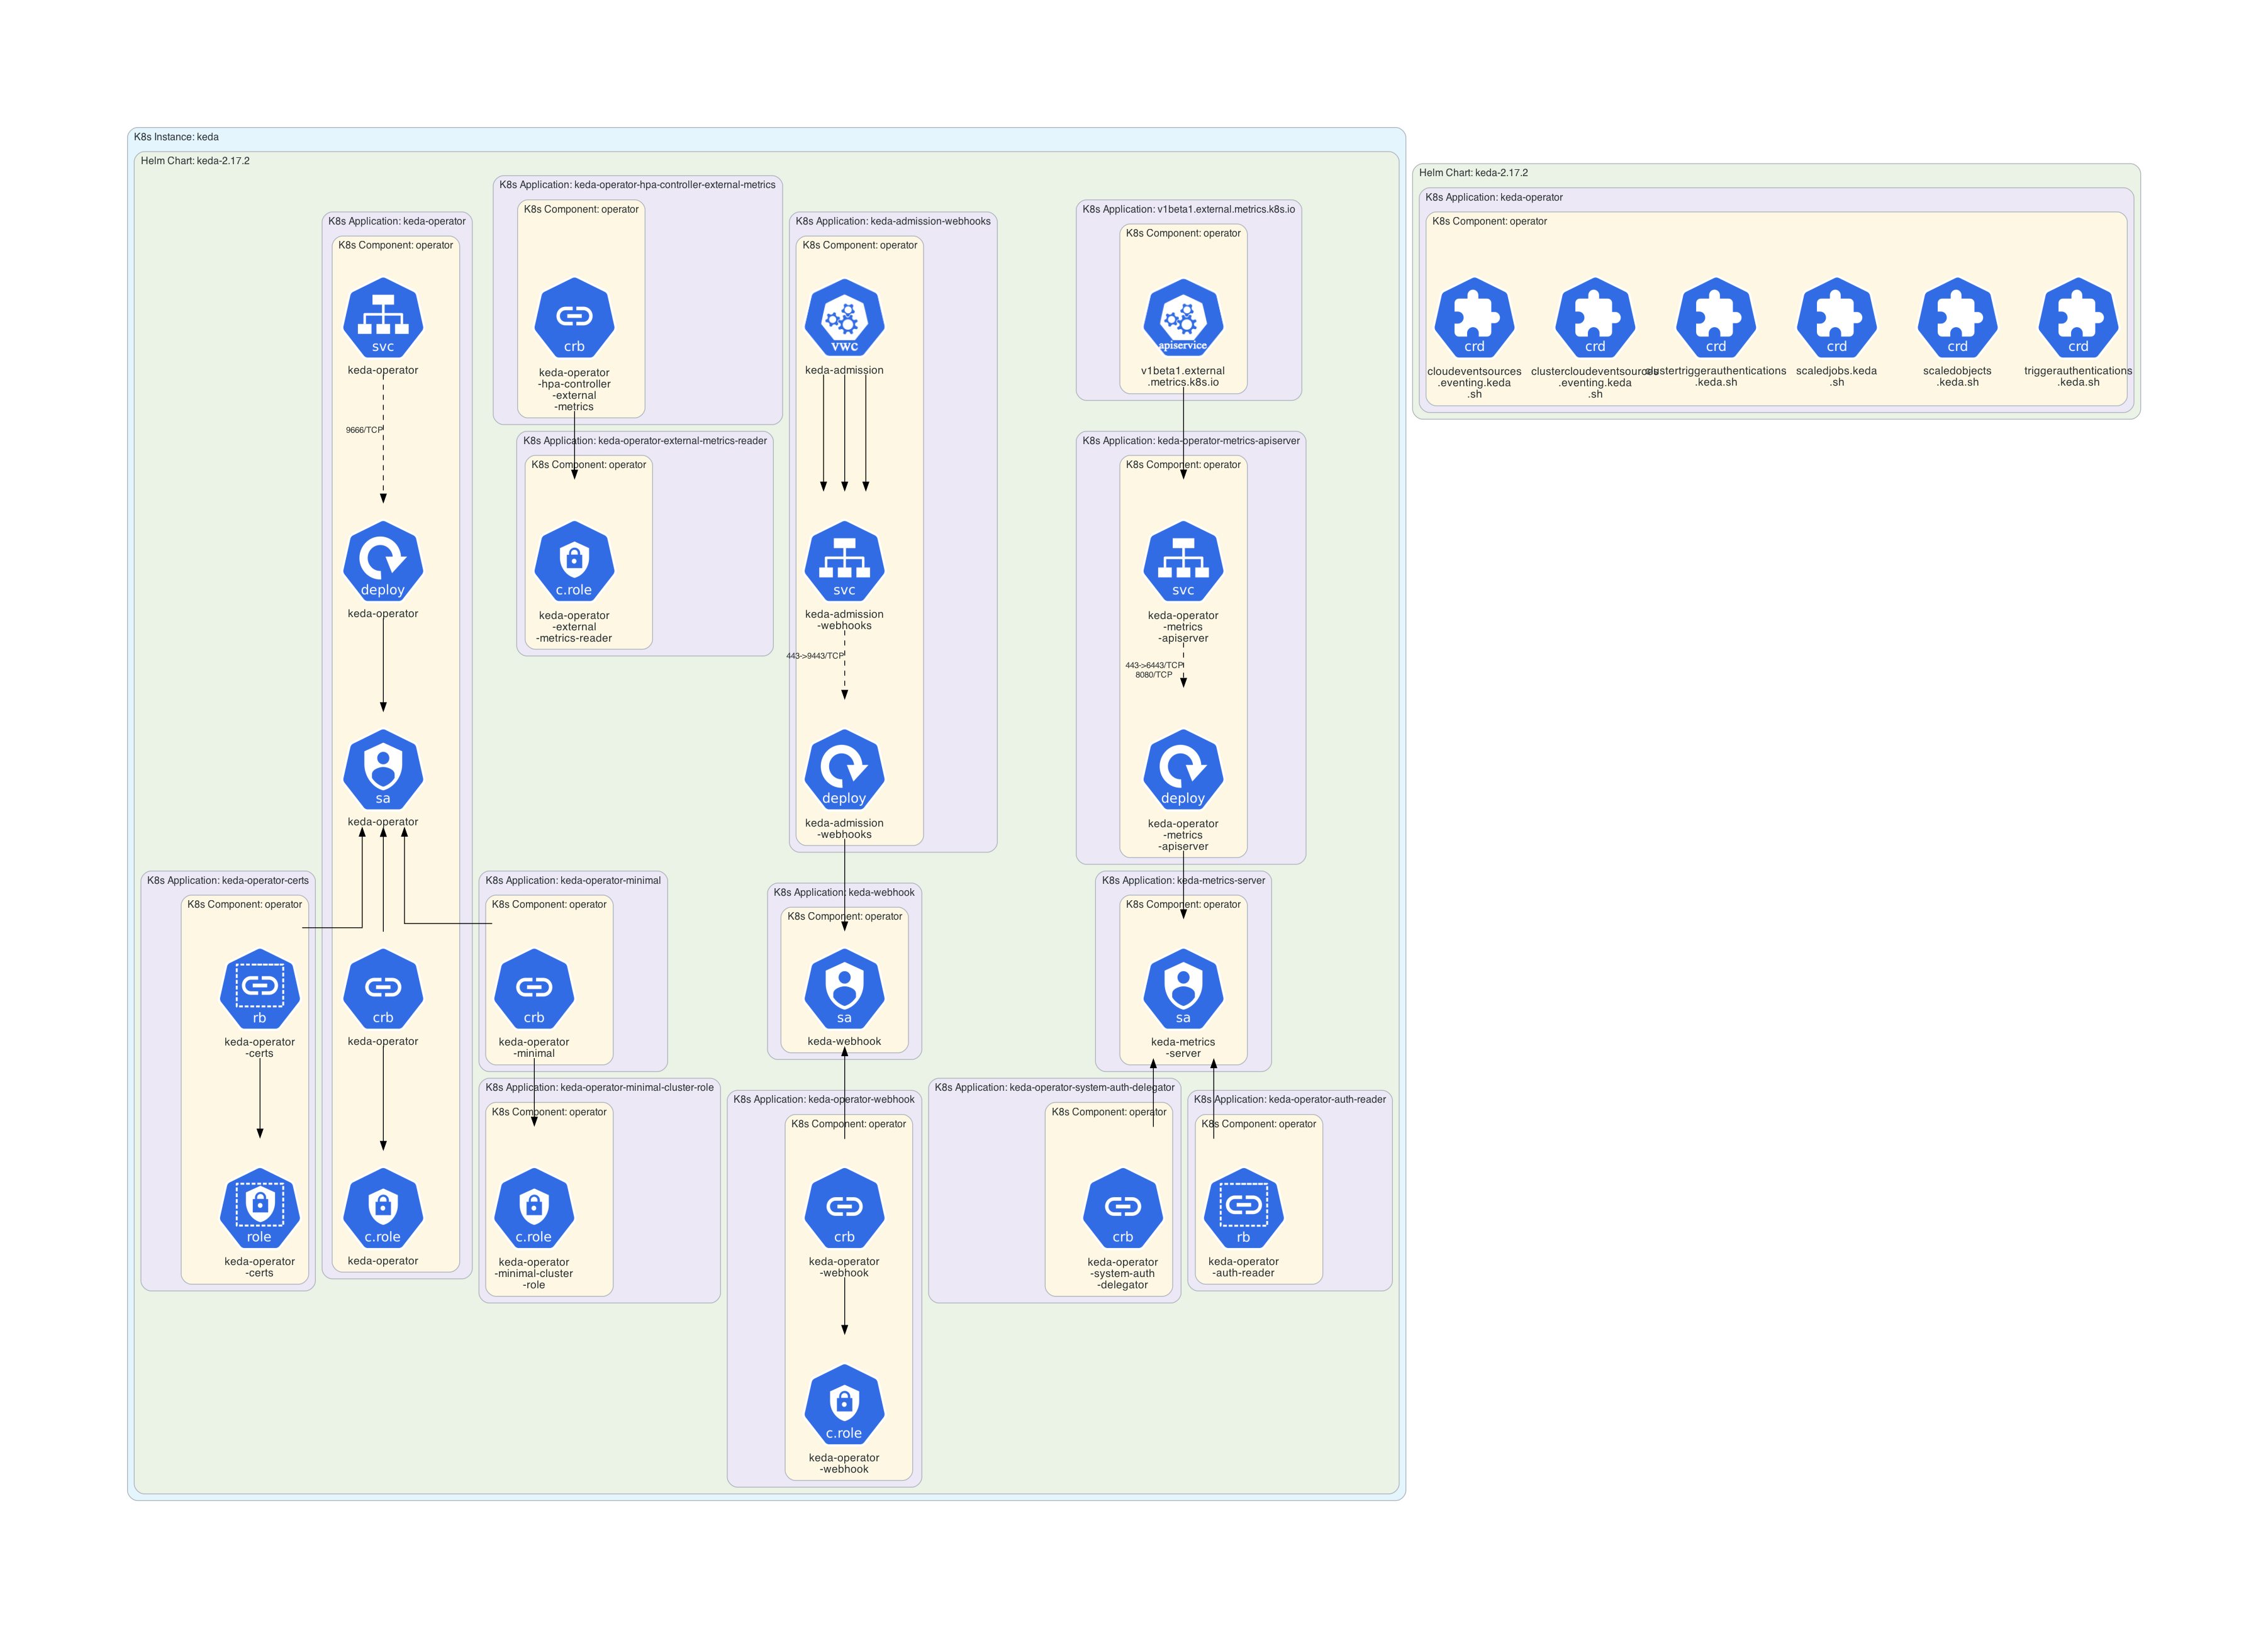 K8s Instance: keda
Helm Chart: keda-2.17.2
K8s Application: keda-operator
K8s Component: operator
svc
keda-operator
9666/TCP
deploy
keda-operator
sa
keda-operator
crb
keda-operator
c.role
keda-operator
K8s Application: keda-operator-hpa-controller-external-metrics
K8s Component: operator
crb
keda-operator
-hpa-controller
-external
-metrics
K8s Application: keda-operator-external-metrics-reader
K8s Component: operator
c.role
keda-operator
-external
-metrics-reader
K8s Application: keda-admission-webhooks
K8s Component: operator
vwc
keda-admission
svc
keda-admission
-webhooks
443->9443/TCP
deploy
keda-admission
-webhooks
K8s Application: v1beta1.external.metrics.k8s.io
K8s Component: operator
apiservice
v1beta1.external
.metrics.k8s.io
K8s Application: keda-operator-metrics-apiserver
K8s Component: operator
svc
keda-operator
-metrics
-apiserver
443->6443/TCP
8080/TCP
deploy
keda-operator
-metrics
-apiserver
K8s Application: keda-operator-certs
K8s Component: operator
rb
keda-operator
-certs
role
keda-operator
-certs
K8s Application: keda-operator-minimal
K8s Component: operator
crb
keda-operator
-minimal
K8s Application: keda-operator-minimal-cluster-role
K8s Component: operator
c.role
keda-operator
-minimal-cluster
-role
K8s Application: keda-webhook
K8s Component: operator
sa
keda-webhook
K8s Application: keda-operator-webhook
K8s Component: operator
crb
keda-operator
-webhook
c.role
keda-operator
-webhook
K8s Application: keda-metrics-server
K8s Component: operator
sa
keda-metrics
-server
K8s Application: keda-operator-system-auth-delegator
K8s Component: operator
crb
keda-operator
-system-auth
-delegator
K8s Application: keda-operator-auth-reader
K8s Component: operator
rb
keda-operator
-auth-reader
Helm Chart: keda-2.17.2
K8s Application: keda-operator
K8s Component: operator
crd
cloudeventsources
.eventing.keda
.sh
crd
clustercloudeventsources
.eventing.keda
.sh
crd
clustertriggerauthentications
.keda.sh
crd
scaledjobs.keda
.sh
crd
scaledobjects
.keda.sh
crd
triggerauthentications
.keda.sh